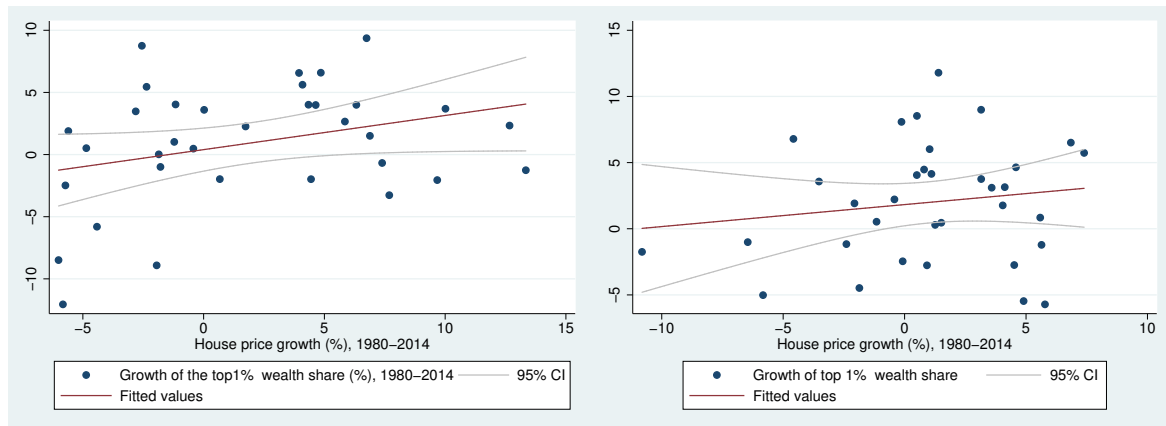 10
5
0
−5
−10
−5 0 5 10 15
House price growth (%), 1980−2014
Growth of the top1%  wealth share (%), 1980−2014 95% CI
Fitted values
15
10
5
0
−5
−10 −5 0 5 10
House price growth (%), 1980−2014
Growth of top 1%  wealth share 95% CI
Fitted values